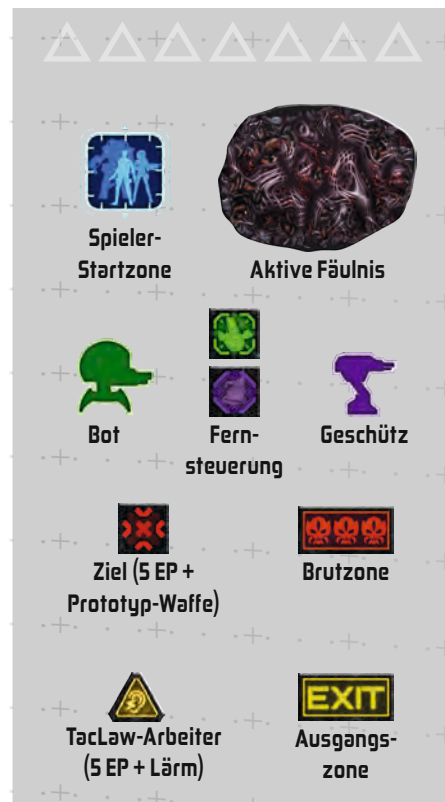 Spieler-
Startzone
Aktive Fäulnis
Bot
Fern-
steuerung
Geschütz
Ziel (5 EP +
Prototyp-Waffe)
Brutzone
TacLaw-Arbeiter
(5 EP + Lärm)
EXIT
Ausgangs-
zone